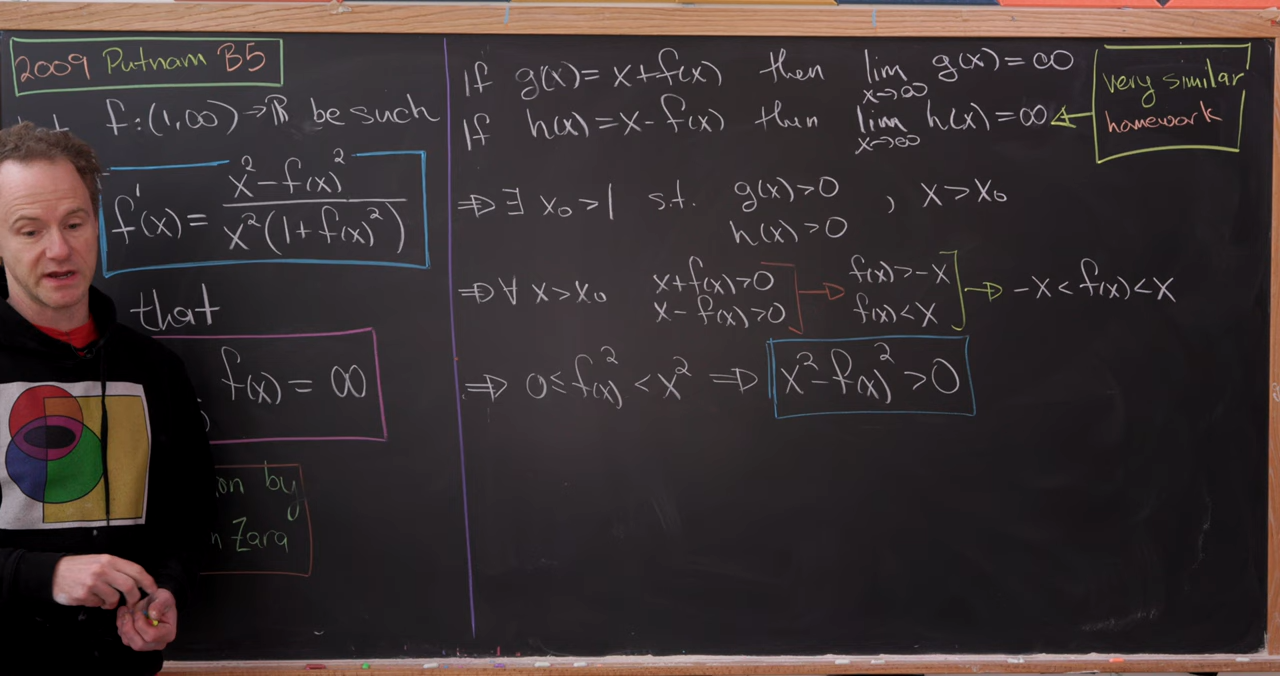 2009 Putnam B5
f:(1,∞)→ℝ be such
f'(x) = (x²-f(x)²)/(x²(1+f(x)²))
that
f(x) = ∞
by
Zara
If g(x) = x+f(x) then lim x→∞ g(x) = ∞
If h(x) = x-f(x) then lim x→∞ h(x) = ∞
very similar
homework
⇒ ∃ x₀>1 s.t. g(x)>0 , x>x₀
h(x)>0
⇒ ∀ x>x₀ x+f(x)>0 → f(x)>-x ⇒ -x<f(x)<x
x-f(x)>0 f(x)<x
⇒ 0≤f(x)²<x² ⇒ x²-f(x)²>0